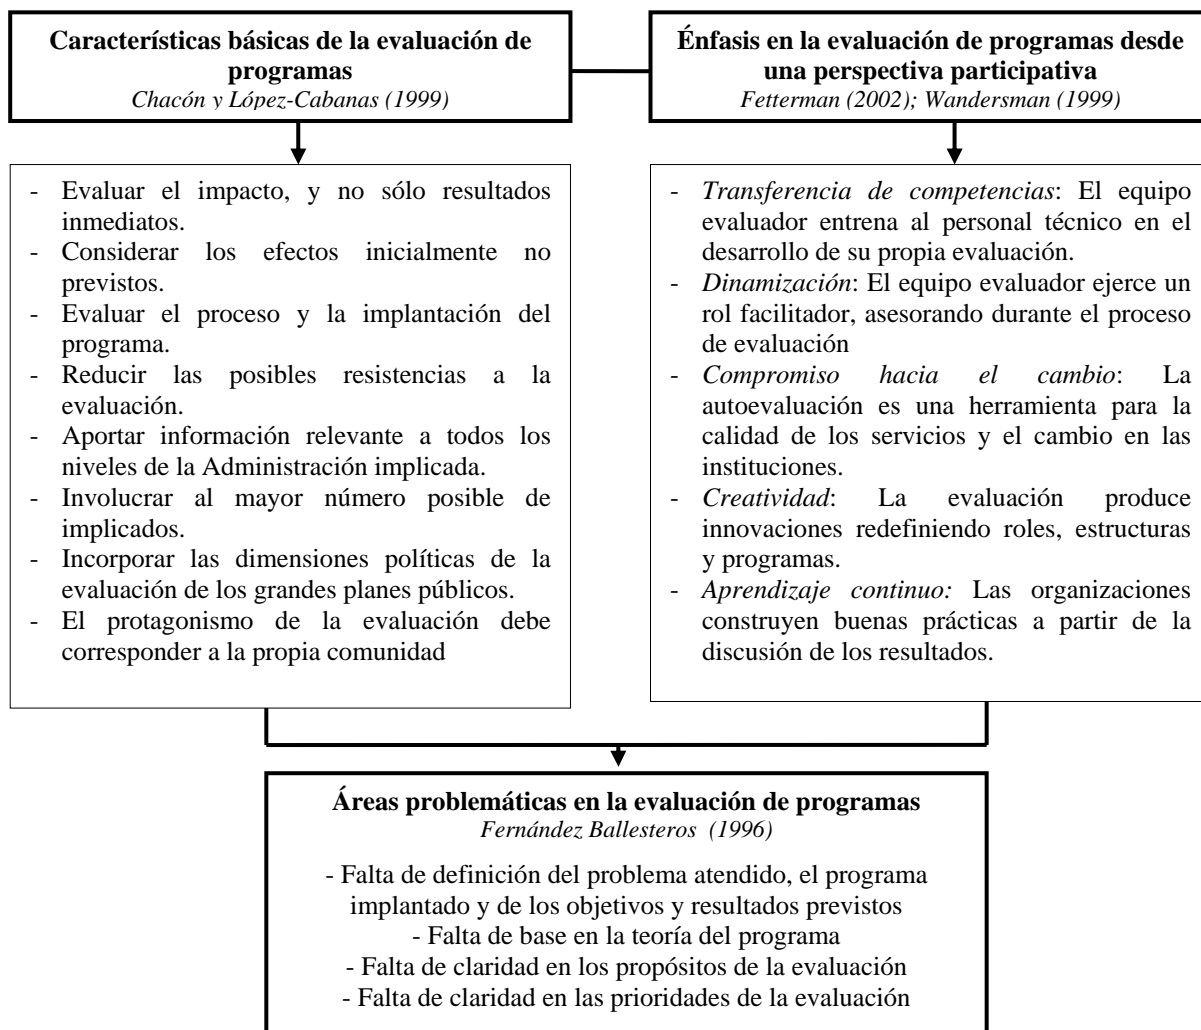 Características básicas de la evaluación de
programas
Chacón y López-Cabanas (1999)
Énfasis en la evaluación de programas desde
una perspectiva participativa
Fetterman (2002); Wandersman (1999)
- Evaluar el impacto, y no sólo resultados
inmediatos.
- Considerar los efectos inicialmente no
previstos.
- Evaluar el proceso y la implantación del
programa.
- Reducir las posibles resistencias a la
evaluación.
- Aportar información relevante a todos los
niveles de la Administración implicada.
- Involucrar al mayor número posible de
implicados.
- Incorporar las dimensiones políticas de la
evaluación de los grandes planes públicos.
- El protagonismo de la evaluación debe
corresponder a la propia comunidad
- Transferencia de competencias: El equipo
evaluador entrena al personal técnico en el
desarrollo de su propia evaluación.
- Dinamización: El equipo evaluador ejerce un
rol facilitador, asesorando durante el proceso
de evaluación
- Compromiso hacia el cambio: La
autoevaluación es una herramienta para la
calidad de los servicios y el cambio en las
instituciones.
- Creatividad: La evaluación produce
innovaciones redefiniendo roles, estructuras
y programas.
- Aprendizaje continuo: Las organizaciones
construyen buenas prácticas a partir de la
discusión de los resultados.
Áreas problemáticas en la evaluación de programas
Fernández Ballesteros (1996)
- Falta de definición del problema atendido, el programa
implantado y de los objetivos y resultados previstos
- Falta de base en la teoría del programa
- Falta de claridad en los propósitos de la evaluación
- Falta de claridad en las prioridades de la evaluación